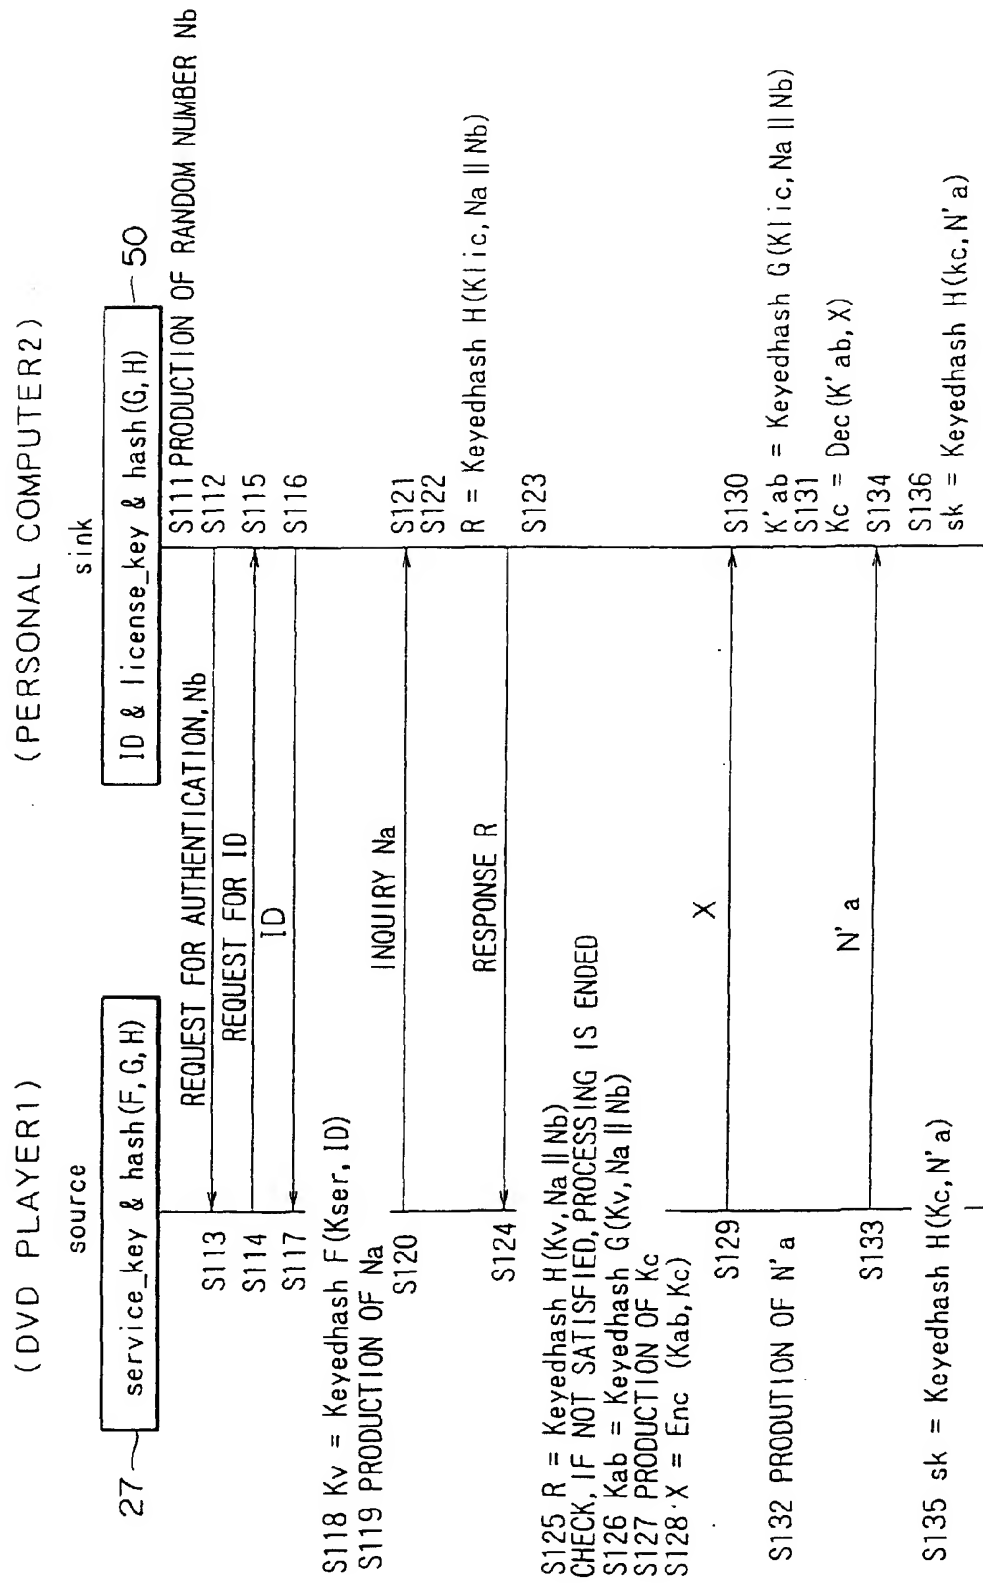 (DVD PLAYER1)
(PERSONAL COMPUTER2)
source
sink
27
service_key & hash(F,G,H)
ID & license_key & hash(G,H)
50
S111 PRODUCTION OF RANDOM NUMBER Nb
REQUEST FOR AUTHENTICATION,Nb
S112
S113
REQUEST FOR ID
S114
S115
ID
S116
S117
S118 Kv = Keyedhash F(Kser, ID)
S119 PRODUCTION OF Na
INQUIRY Na
S120
S121
S122
R = Keyedhash H(Klic, Na || Nb)
RESPONSE R
S123
S124
S125 R = Keyedhash H(Kv, Na || Nb)
CHECK, IF NOT SATISFIED, PROCESSING IS ENDED
S126 Kab = Keyedhash G(Kv, Na || Nb)
S127 PRODUCTION OF Kc
S128 X = Enc (Kab, Kc)
X
S129
S130
K'ab = Keyedhash G(Klic, Na || Nb)
S131
Kc = Dec(K'ab, X)
S132 PRODUTION OF N'a
N'a
S133
S134
S135 sk = Keyedhash H(Kc, N'a)
S136
sk = Keyedhash H(kc, N'a)